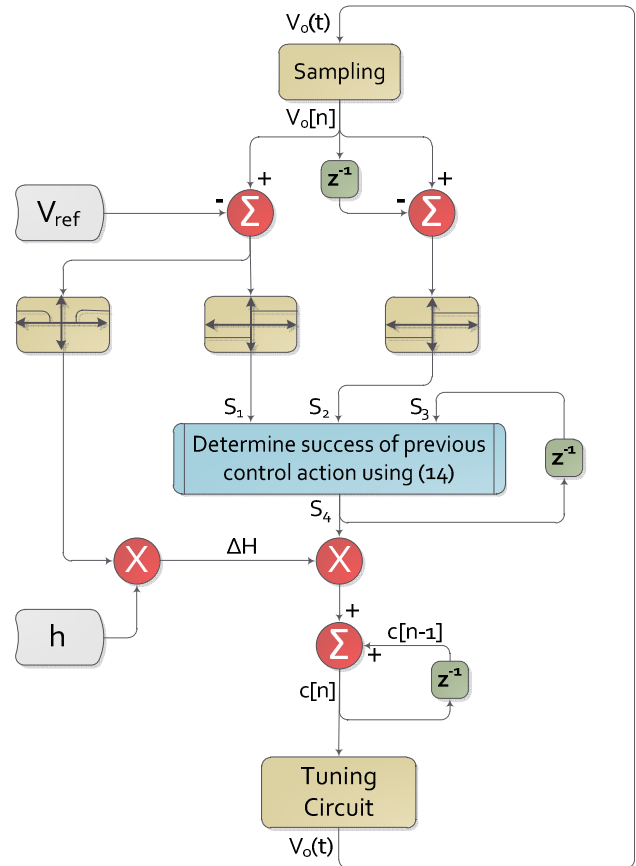 Vₒ(t)
Sampling
Vₒ[n]
+
z⁻¹
+
-
-
V_ref
Σ
Σ
S₁
S₂
S₃
Determine success of previous
control action using (14)
z⁻¹
S₄
X
ΔH
X
h
+
Σ
+
c[n-1]
z⁻¹
c[n]
Tuning
Circuit
Vₒ(t)